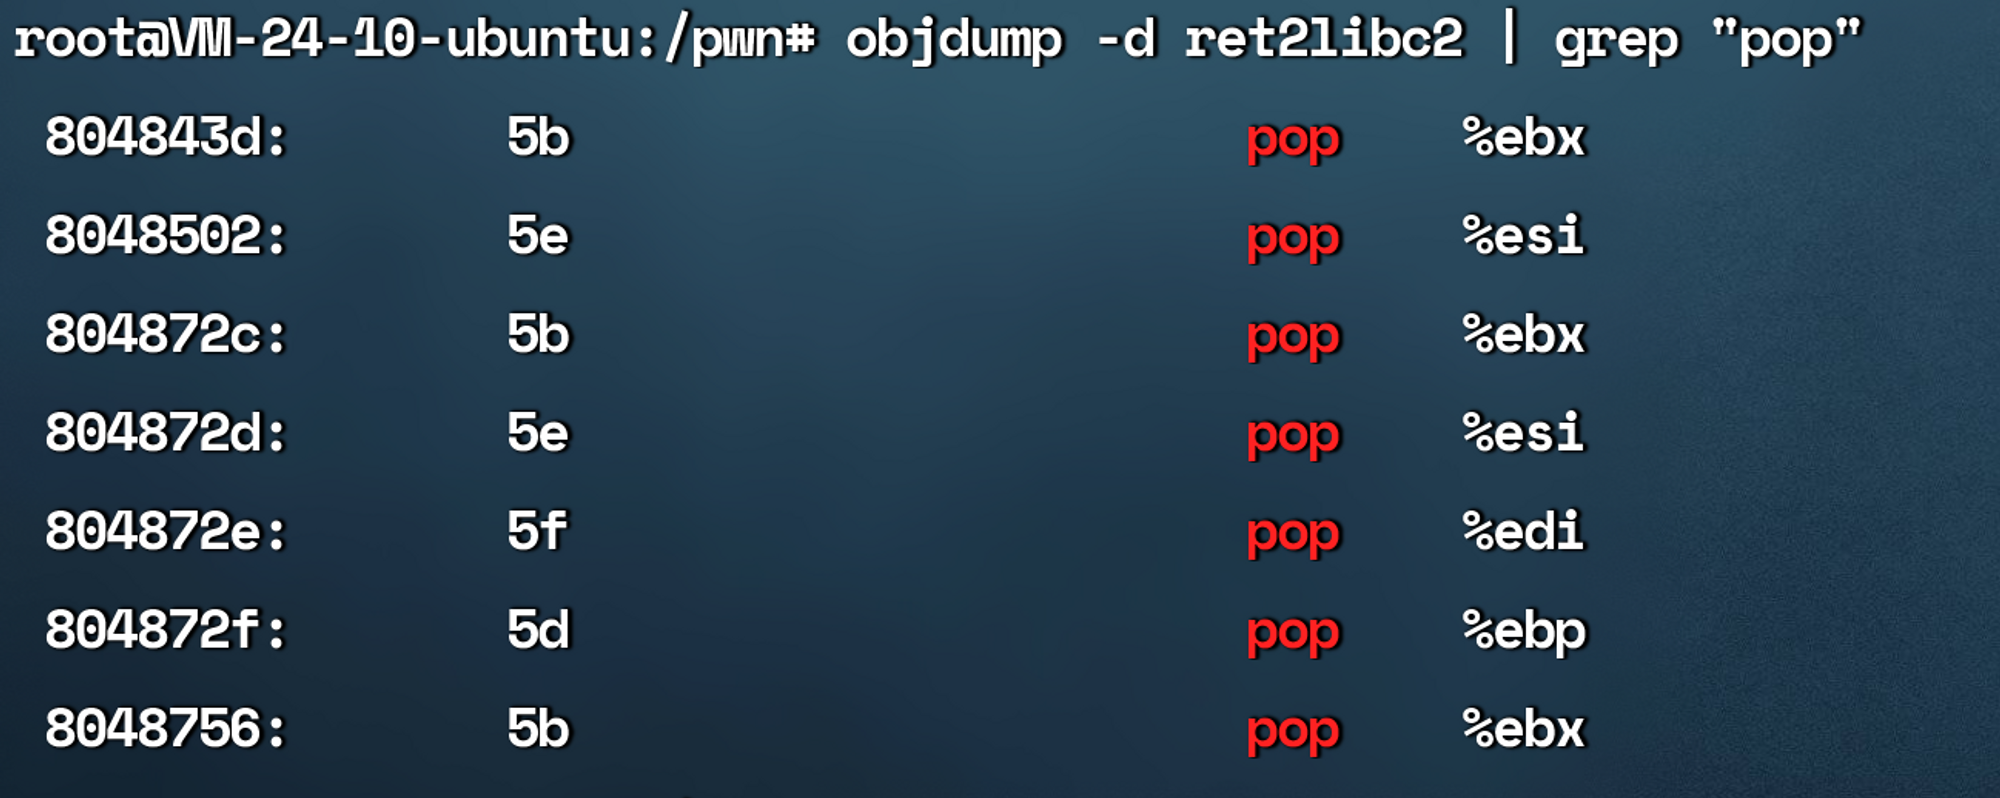 root@VM-24-10-ubuntu:/pwn# objdump -d ret2libc2 | grep "pop"
804843d: 5b pop %ebx
8048502: 5e pop %esi
804872c: 5b pop %ebx
804872d: 5e pop %esi
804872e: 5f pop %edi
804872f: 5d pop %ebp
8048756: 5b pop %ebx